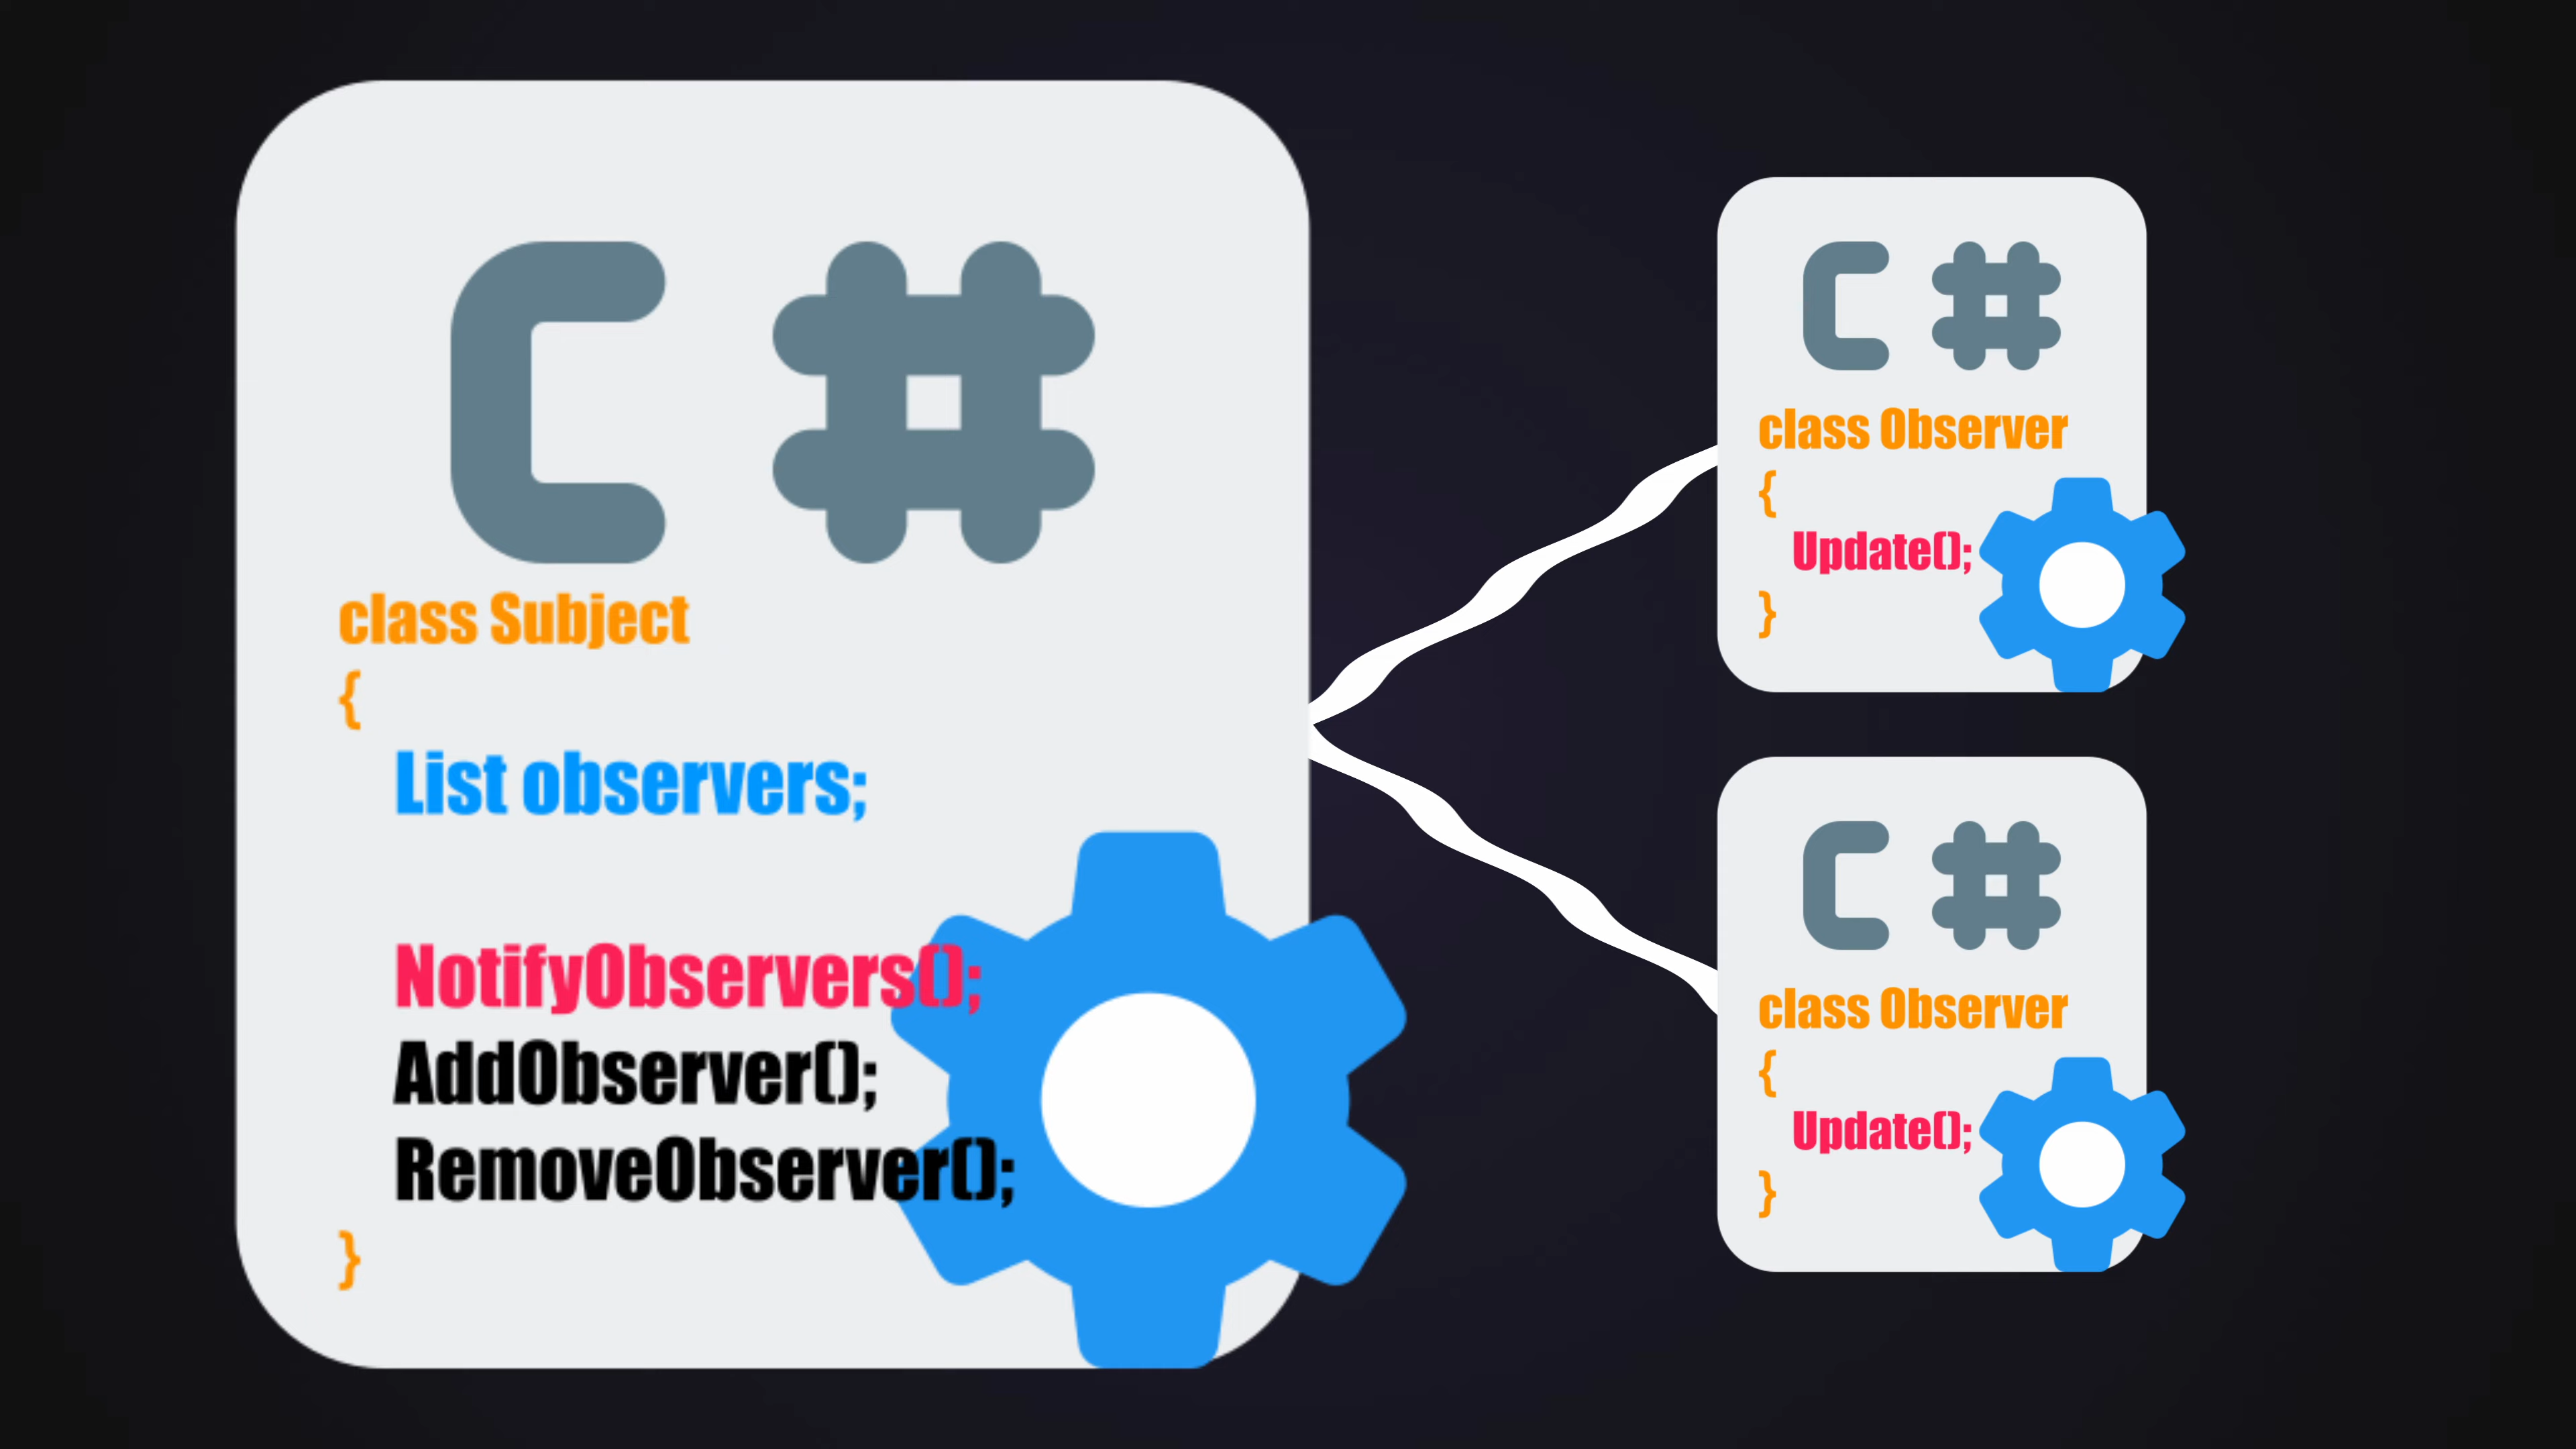 C#
class Subject
{
List observers;
NotifyObservers();
AddObserver();
RemoveObserver();
}
C#
class Observer
{
Update();
}
C#
class Observer
{
Update();
}